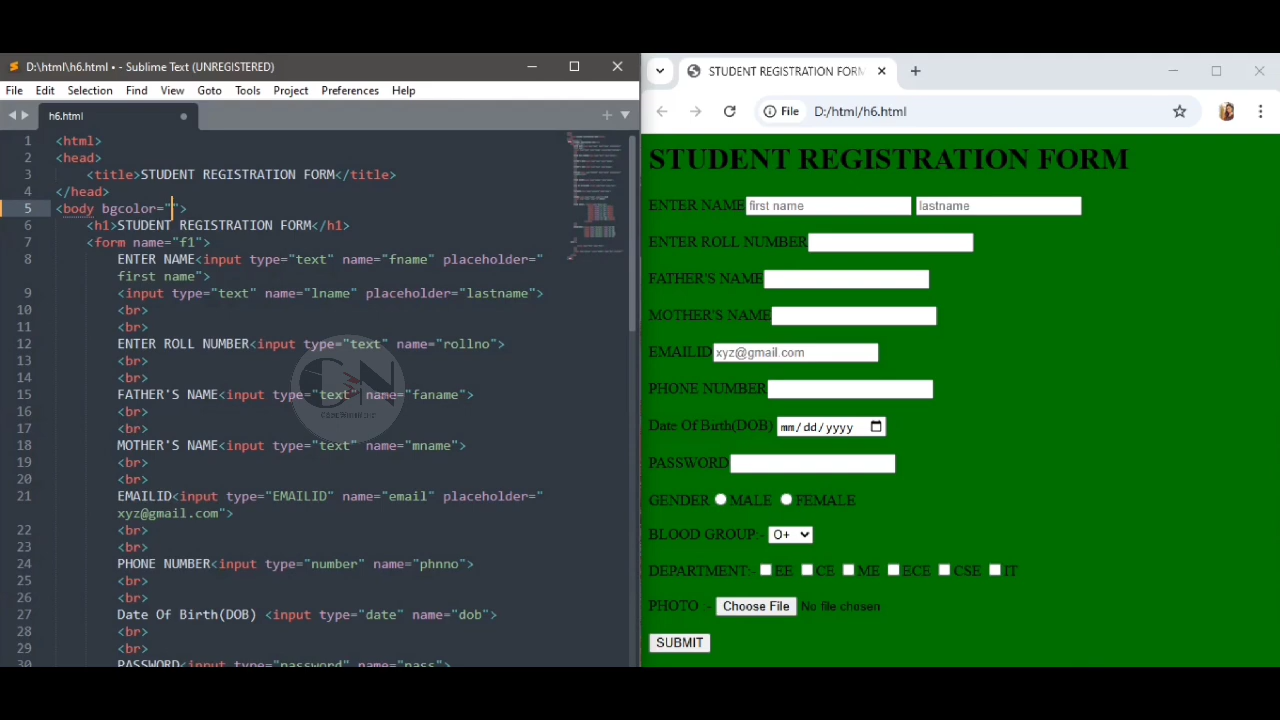 D:\html\h6.html • - Sublime Text (UNREGISTERED)
File Edit Selection Find View Goto Tools Project Preferences Help
h6.html
1 <html>
2 <head>
3 <title>STUDENT REGISTRATION FORM</title>
4 </head>
5 <body bgcolor="">
6 <h1>STUDENT REGISTRATION FORM</h1>
7 <form name="f1">
8 ENTER NAME<input type="text" name="fname" placeholder="
first name">
9 <input type="text" name="lname" placeholder="lastname">
10 <br>
11 <br>
12 ENTER ROLL NUMBER<input type="text" name="rollno">
13 <br>
14 <br>
15 FATHER'S NAME<input type="text" name="faname">
16 <br>
17 <br>
18 MOTHER'S NAME<input type="text" name="mname">
19 <br>
20 <br>
21 EMAILID<input type="EMAILID" name="email" placeholder="
xyz@gmail.com">
22 <br>
23 <br>
24 PHONE NUMBER<input type="number" name="phnno">
25 <br>
26 <br>
27 Date Of Birth(DOB) <input type="date" name="dob">
28 <br>
29 <br>
30 PASSWORD<input type="password" name="pass">
STUDENT REGISTRATION FORM
File D:/html/h6.html
STUDENT REGISTRATION FORM
ENTER NAME first name lastname
ENTER ROLL NUMBER
FATHER'S NAME
MOTHER'S NAME
EMAILID xyz@gmail.com
PHONE NUMBER
Date Of Birth(DOB) mm/dd/yyyy
PASSWORD
GENDER MALE FEMALE
BLOOD GROUP:- O+
DEPARTMENT:- EE CE ME ECE CSE IT
PHOTO :- Choose File No file chosen
SUBMIT